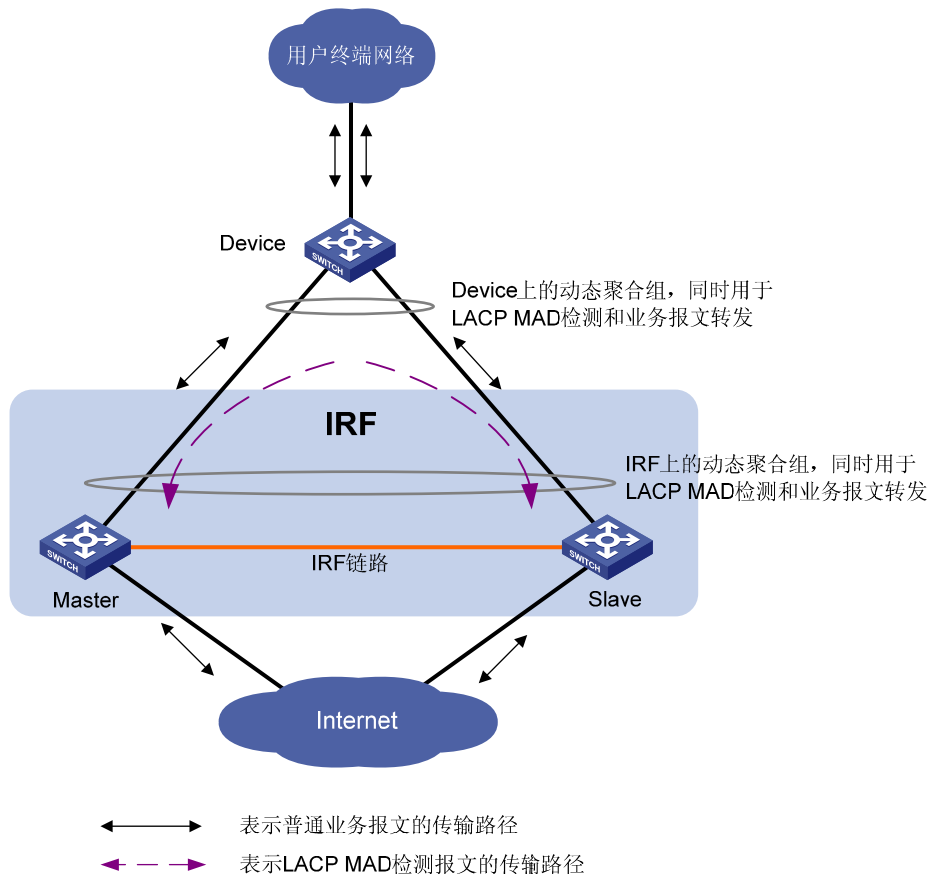 用户终端网络
Device
SWITCH
Device上的动态聚合组，同时用于
LACP MAD检测和业务报文转发
IRF
IRF上的动态聚合组，同时用于
LACP MAD检测和业务报文转发
SWITCH
SWITCH
IRF链路
Master
Slave
Internet
表示普通业务报文的传输路径
表示LACP MAD检测报文的传输路径